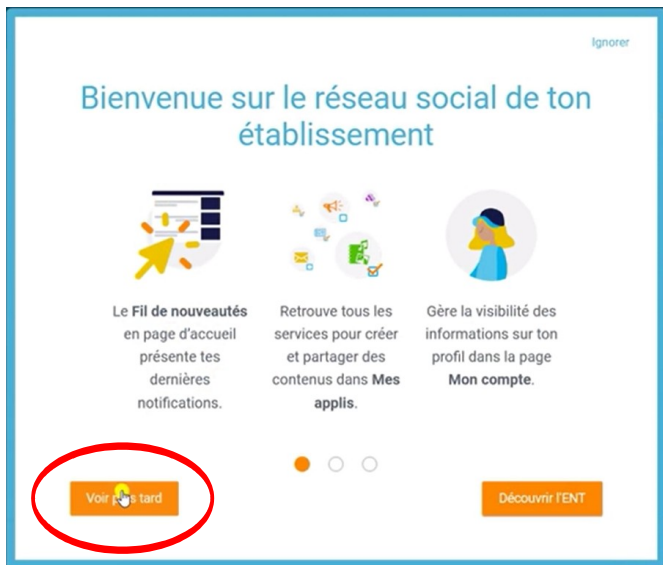 Ignorer
Bienvenue sur le réseau social de ton
établissement
Le Fil de nouveautés
en page d'accueil
présente tes
dernières
notifications.
Retrouve tous les
services pour créer
et partager des
contenus dans Mes
applis.
Gère la visibilité des
informations sur ton
profil dans la page
Mon compte.
Voir plus tard
Découvrir l'ENT